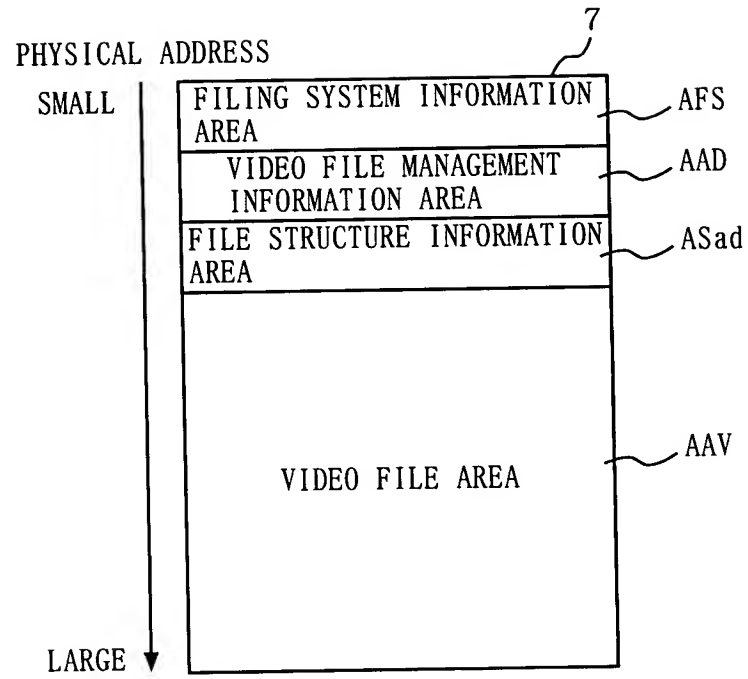 7
PHYSICAL ADDRESS
SMALL
FILING SYSTEM INFORMATION
AREA
AFS
VIDEO FILE MANAGEMENT
INFORMATION AREA
AAD
FILE STRUCTURE INFORMATION
AREA
ASad
VIDEO FILE AREA
AAV
LARGE